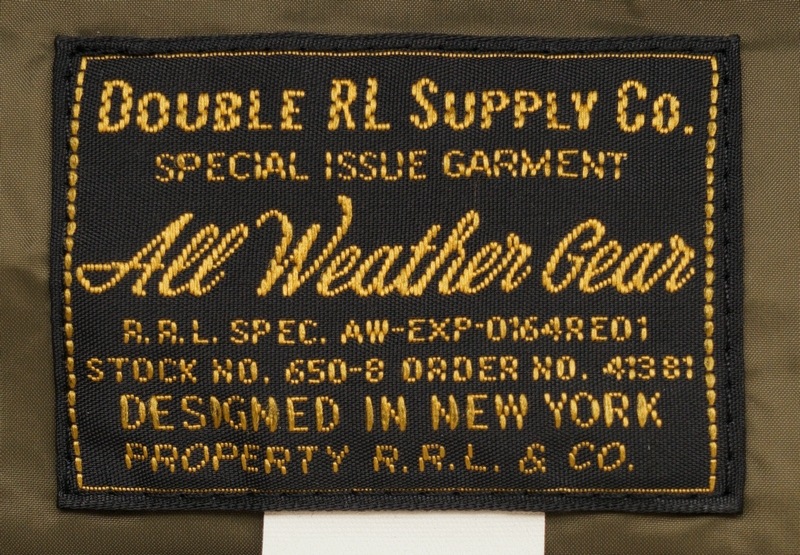 DOUBLE RL SUPPLY CO.
SPECIAL ISSUE GARMENT
All Weather Gear
R.R.L. SPEC. AW-EXP-0164RE01
STOCK NO. 650-8 ORDER NO. 41381
DESIGNED IN NEW YORK
PROPERTY R.R.L. & CO.